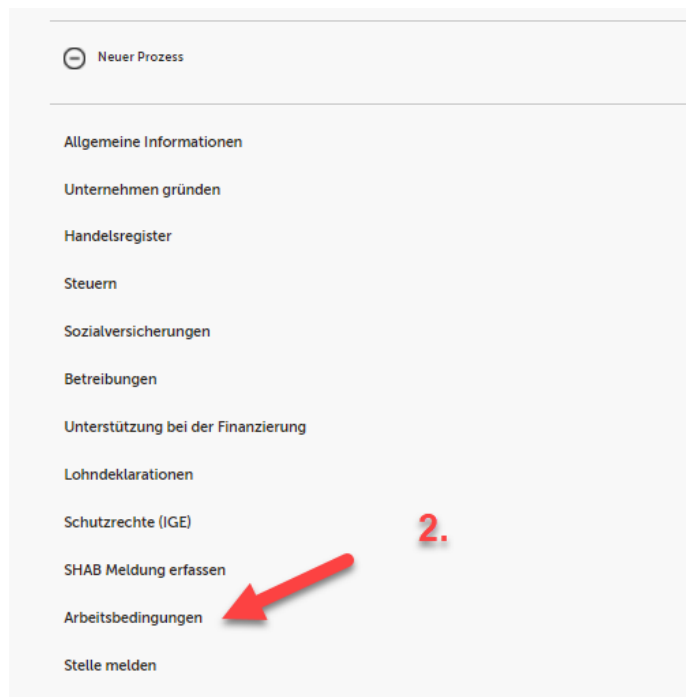 Neuer Prozess
Allgemeine Informationen
Unternehmen gründen
Handelsregister
Steuern
Sozialversicherungen
Betreibungen
Unterstützung bei der Finanzierung
Lohndeklarationen
Schutzrechte (IGE)
2.
SHAB Meldung erfassen
Arbeitsbedingungen
Stelle melden